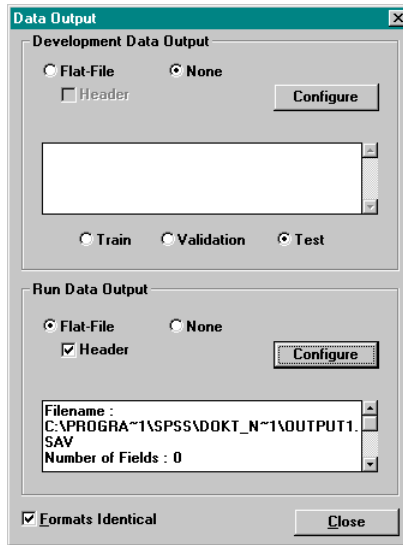 Data Output
Development Data Output
Flat-File None
Header
Configure
Train Validation Test
Run Data Output
Flat-File None
Header
Configure
Filename :
C:\PROGRA~1\SPSS\DOKT_N~1\OUTPUT1.
SAV
Number of Fields : 0
Formats Identical
Close